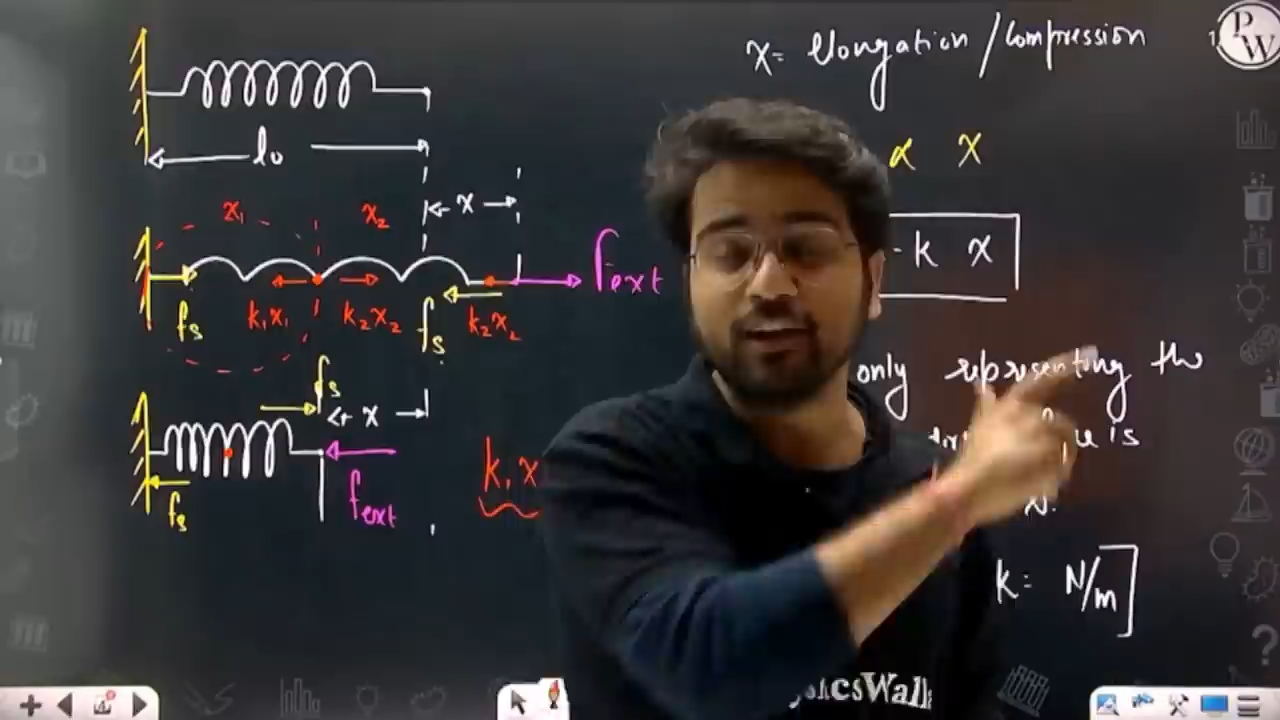 x= Elongation / Compression
PW
l₀
α x
x₁ x₂ ← x →
fext
- k x
fs k₁x₁ k₂x₂ fs k₂x₂
fs
← x →
only representing the
is
k₁x
fs fext
k = N/m]